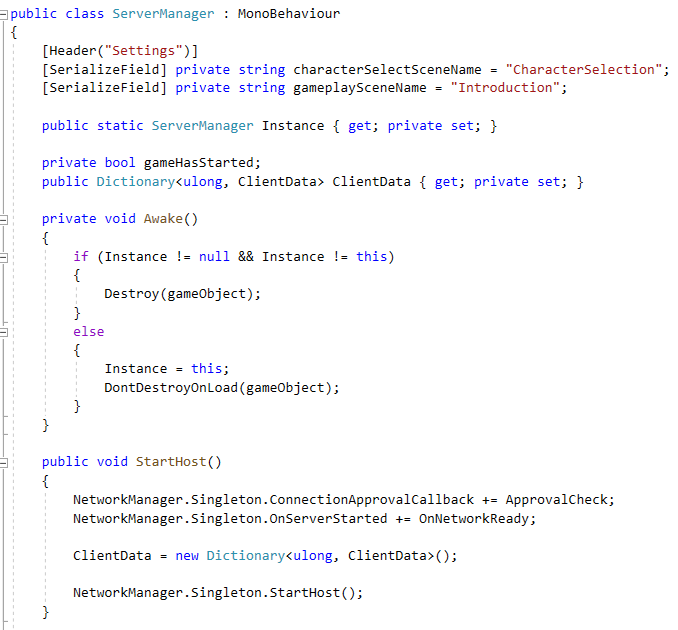 public class ServerManager : MonoBehaviour
{
    [Header("Settings")]
    [SerializeField] private string characterSelectSceneName = "CharacterSelection";
    [SerializeField] private string gameplaySceneName = "Introduction";

    public static ServerManager Instance { get; private set; }

    private bool gameHasStarted;
    public Dictionary<ulong, ClientData> ClientData { get; private set; }

    private void Awake()
    {
        if (Instance != null && Instance != this)
        {
            Destroy(gameObject);
        }
        else
        {
            Instance = this;
            DontDestroyOnLoad(gameObject);
        }
    }

    public void StartHost()
    {
        NetworkManager.Singleton.ConnectionApprovalCallback += ApprovalCheck;
        NetworkManager.Singleton.OnServerStarted += OnNetworkReady;

        ClientData = new Dictionary<ulong, ClientData>();

        NetworkManager.Singleton.StartHost();
    }